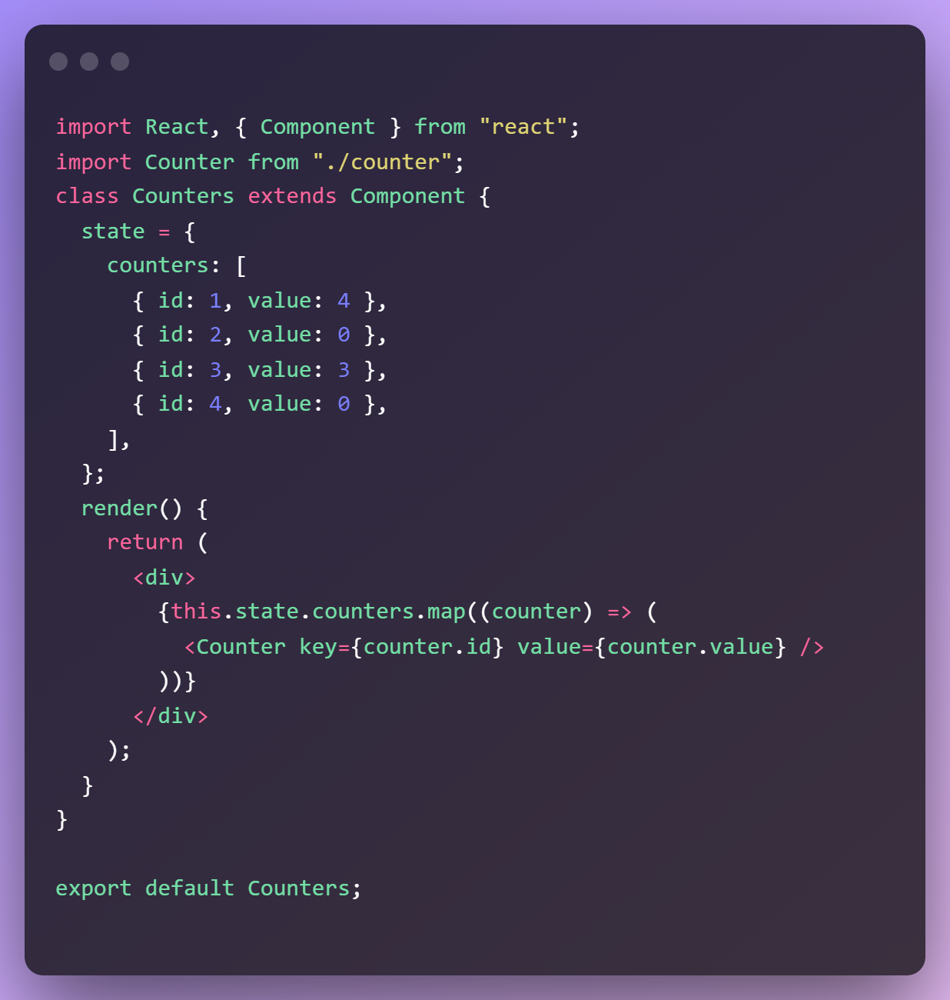 import React, { Component } from "react";
import Counter from "./counter";
class Counters extends Component {
  state = {
    counters: [
      { id: 1, value: 4 },
      { id: 2, value: 0 },
      { id: 3, value: 3 },
      { id: 4, value: 0 },
    ],
  };
  render() {
    return (
      <div>
        {this.state.counters.map((counter) => (
          <Counter key={counter.id} value={counter.value} />
        ))}
      </div>
    );
  }
}

export default Counters;